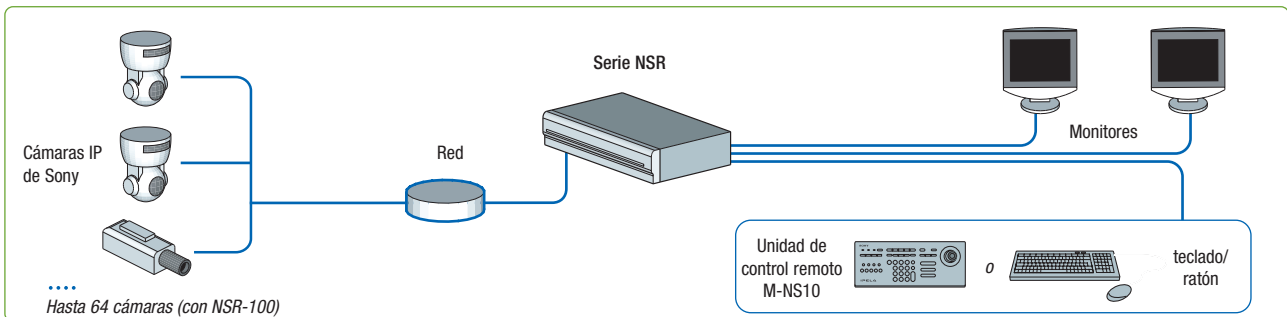 Serie NSR
Monitores
Cámaras IP
de Sony
Red
Unidad de
control remoto
M-NS10
o
teclado/
ratón
....
Hasta 64 cámaras (con NSR-100)